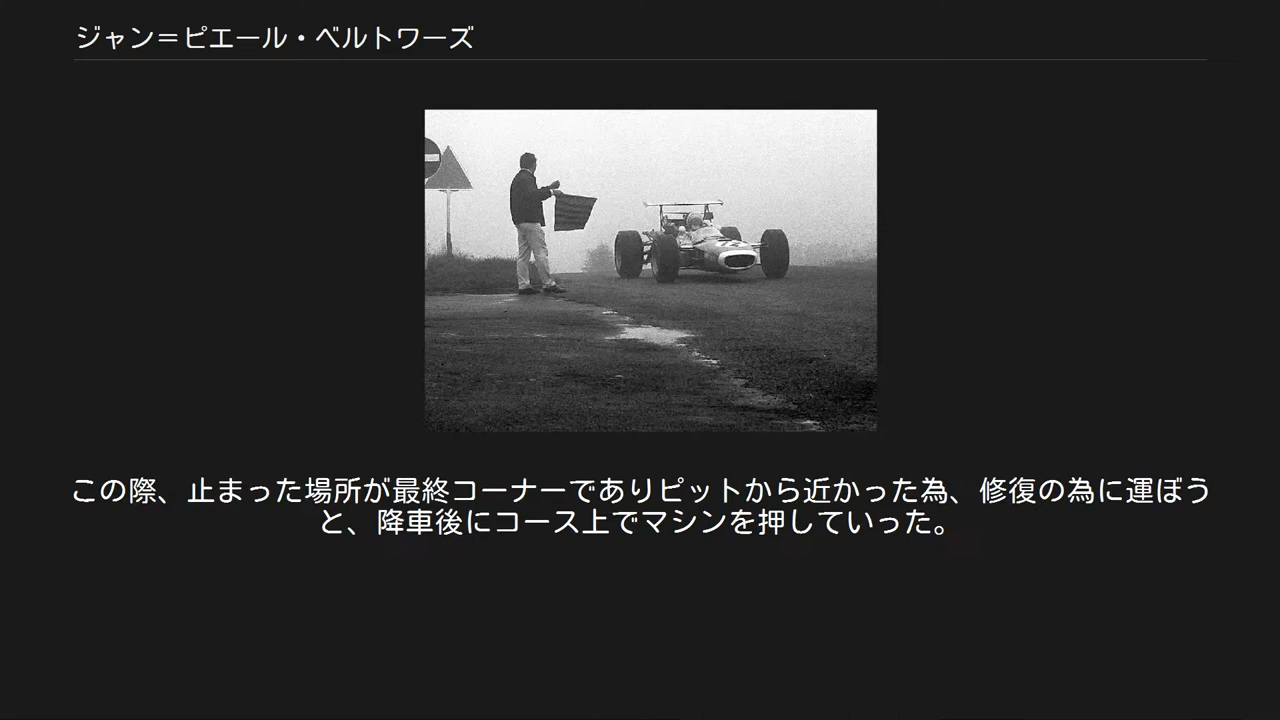 ジャン＝ピエール・ベルトワーズ
この際、止まった場所が最終コーナーでありピットから近かった為、修復の為に運ぼう
と、降車後にコース上でマシンを押していった。